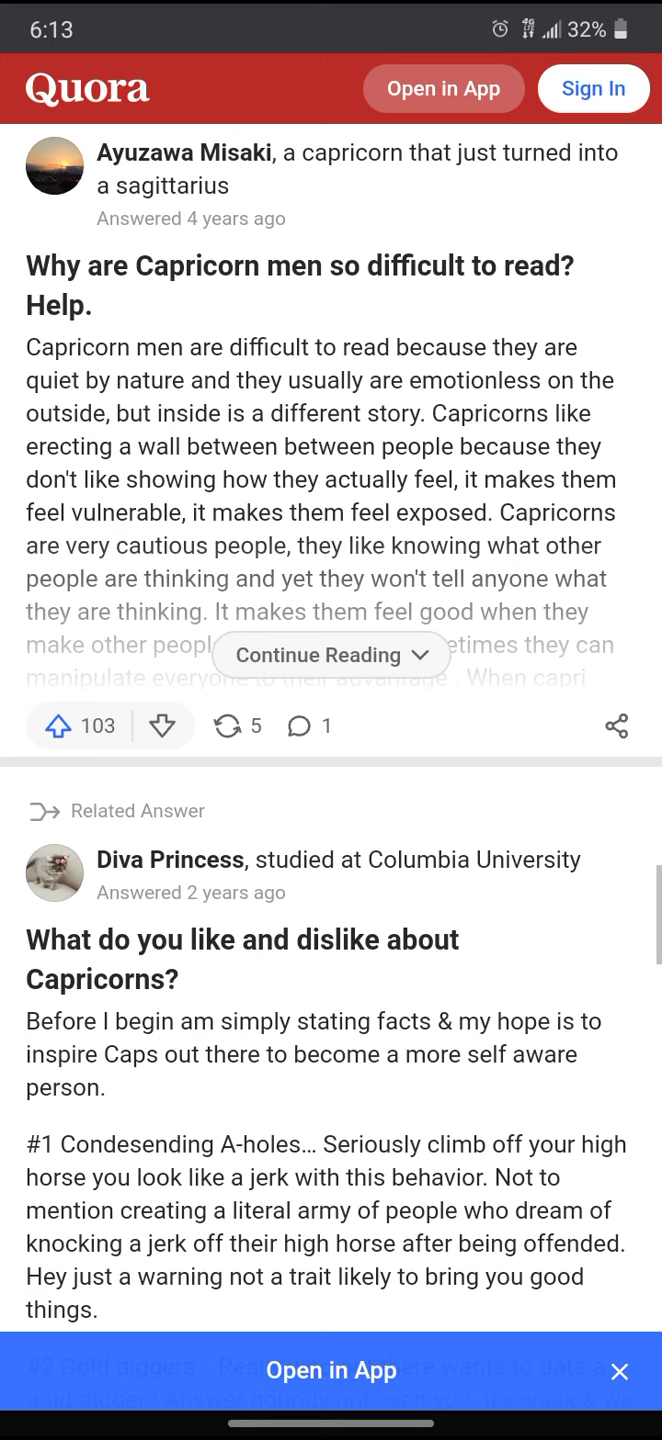 6:13
32%
Quora
Open in App
Sign In
Ayuzawa Misaki, a capricorn that just turned into
a sagittarius
Answered 4 years ago
Why are Capricorn men so difficult to read?
Help.
Capricorn men are difficult to read because they are
quiet by nature and they usually are emotionless on the
outside, but inside is a different story. Capricorns like
erecting a wall between between people because they
don't like showing how they actually feel, it makes them
feel vulnerable, it makes them feel exposed. Capricorns
are very cautious people, they like knowing what other
people are thinking and yet they won't tell anyone what
they are thinking. It makes them feel good when they
make other they can
Continue Reading
manipulate everyone to their advantage . When capri
103
5
1
Related Answer
Diva Princess, studied at Columbia University
Answered 2 years ago
What do you like and dislike about
Capricorns?
Before I begin am simply stating facts & my hope is to
inspire Caps out there to become a more self aware
person.
#1 Condesending A-holes... Seriously climb off your high
horse you look like a jerk with this behavior. Not to
mention creating a literal army of people who dream of
knocking a jerk off their high horse after being offended.
Hey just a warning not a trait likely to bring you good
things.
#2 Gold diggers wants to date a
Open in App